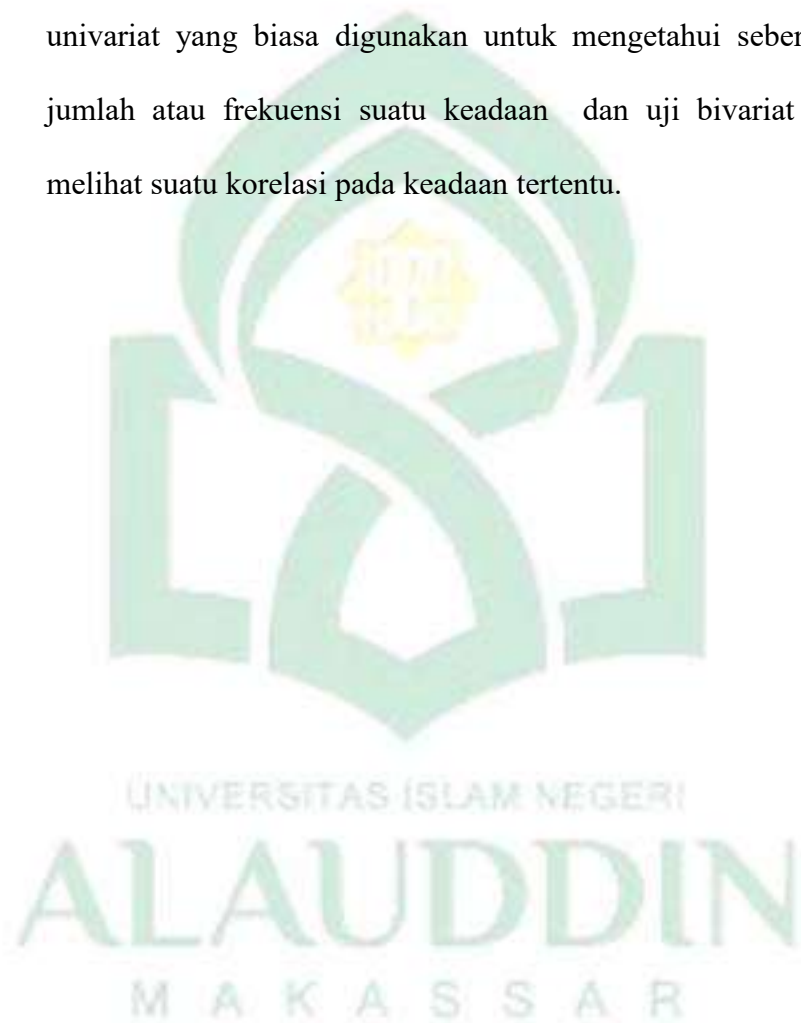 univariat yang biasa digunakan untuk mengetahui seber
jumlah atau frekuensi suatu keadaan dan uji bivariat
melihat suatu korelasi pada keadaan tertentu.
UNIVERSITAS ISLAM NEGERI
ALAUDDIN
MAKASSAR